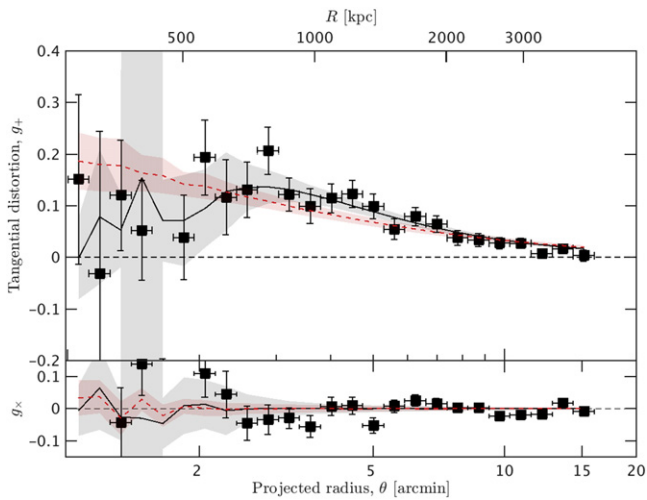 R [kpc]
500 1000 2000 3000
Tangential distortion, g+
0.4
0.3
0.2
0.1
0
−0.1
−0.2
g×
0.1
0
−0.1
2 5 10 15 20
Projected radius, θ [arcmin]